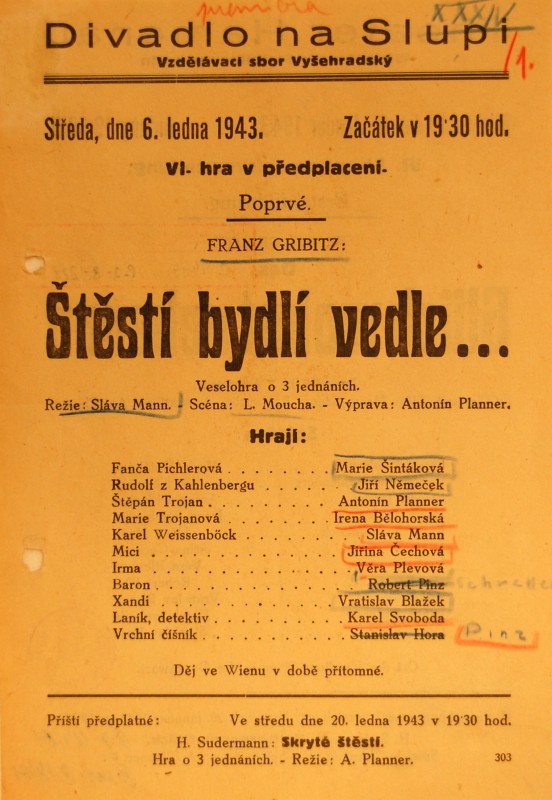 premiéra
XXXIV
Divadlo na Slupi
/1.
Vzdělávací sbor Vyšehradský
Středa, dne 6. ledna 1943. Začátek v 19·30 hod.
VI- hra v předplacení-
Poprvé.
FRANZ GRIBITZ:
Štěstí bydlí vedle...
Veselohra o 3 jednáních.
Režie: Sláva Mann. - Scéna: L. Moucha. - Výprava: Antonín Planner.
Hrají:
Fanča Pichlerová . . . . . . . . Marie Šintáková
Rudolf z Kahlenbergu . . . . . . Jiří Němeček
Štěpán Trojan . . . . . . . . . Antonín Planner
Marie Trojanová . . . . . . . . Irena Bělohorská
Karel Weissenböck . . . . . . . Sláva Mann
Mici . . . . . . . . . . . . . Jiřina Čechová
Irma . . . . . . . . . . . . . Věra Plevová
Baron . . . . . . . . . . . . . Robert Pinz
Xandi . . . . . . . . . . . . . Vratislav Blažek
Laník, detektiv . . . . . . . . Karel Svoboda
Vrchní číšník . . . . . . . . . Stanislav Hora Pinz
Děj ve Wienu v době přítomné.
Příští předplatné: Ve středu dne 20. ledna 1943 v 19·30 hod.
H. Sudermann: Skryté štěstí.
Hra o 3 jednáních. - Režie: A. Planner. 303